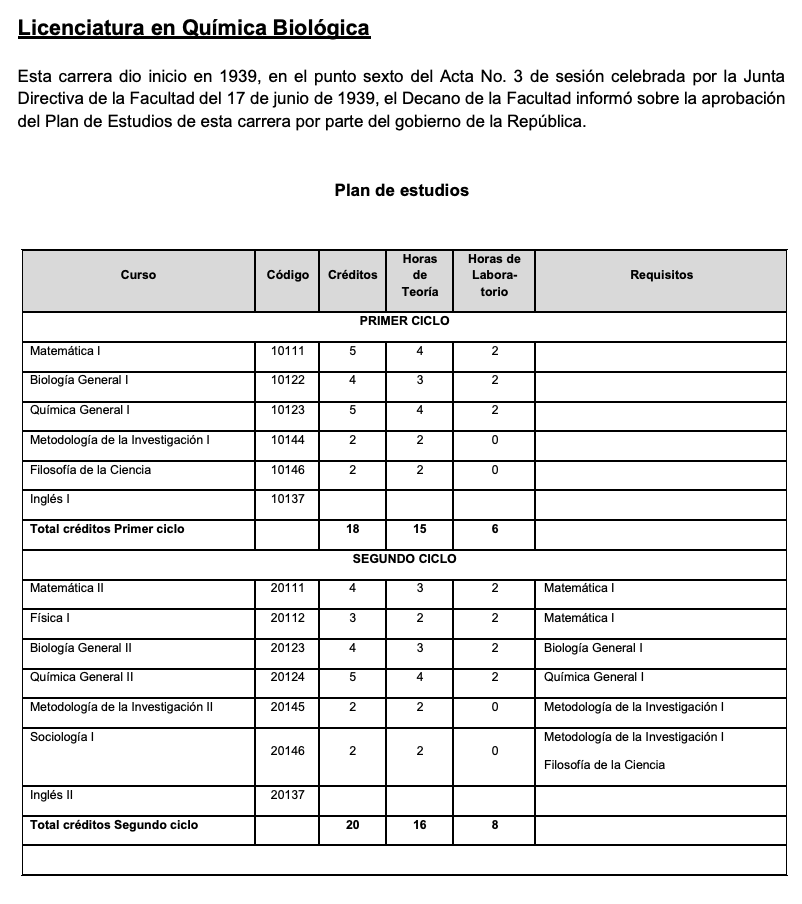 Licenciatura en Química Biológica
Esta carrera dio inicio en 1939, en el punto sexto del Acta No. 3 de sesión celebrada por la Junta
Directiva de la Facultad del 17 de junio de 1939, el Decano de la Facultad informó sobre la aprobación
del Plan de Estudios de esta carrera por parte del gobierno de la República.
Plan de estudios
Curso Código Créditos Horas de Teoría Horas de Labora-torio Requisitos
PRIMER CICLO
Matemática I 10111 5 4 2
Biología General I 10122 4 3 2
Química General I 10123 5 4 2
Metodología de la Investigación I 10144 2 2 0
Filosofía de la Ciencia 10146 2 2 0
Inglés I 10137
Total créditos Primer ciclo 18 15 6
SEGUNDO CICLO
Matemática II 20111 4 3 2 Matemática I
Física I 20112 3 2 2 Matemática I
Biología General II 20123 4 3 2 Biología General I
Química General II 20124 5 4 2 Química General I
Metodología de la Investigación II 20145 2 2 0 Metodología de la Investigación I
Sociología I 20146 2 2 0 Metodología de la Investigación I
Filosofía de la Ciencia
Inglés II 20137
Total créditos Segundo ciclo 20 16 8